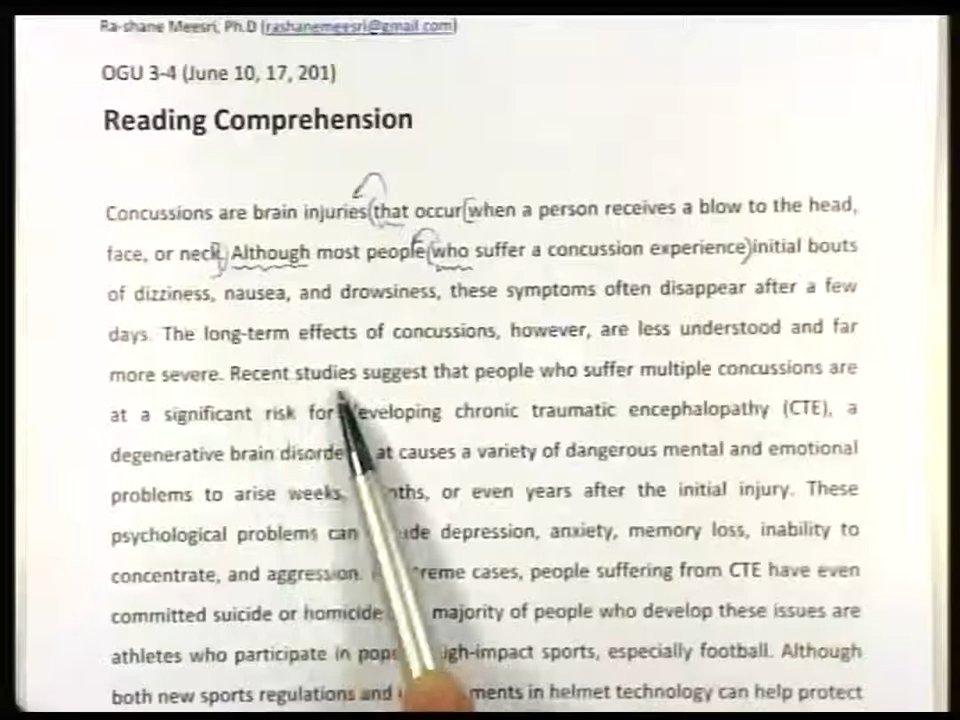 Ra-shane Meesri, Ph.D (rashanemeesri@gmail.com)
OGU 3-4 (June 10, 17, 201)
Reading Comprehension
Concussions are brain injuries that occur when a person receives a blow to the head,
face, or neck. Although most people who suffer a concussion experience initial bouts
of dizziness, nausea, and drowsiness, these symptoms often disappear after a few
days. The long-term effects of concussions, however, are less understood and far
more severe. Recent studies suggest that people who suffer multiple concussions are
at a significant risk for developing chronic traumatic encephalopathy (CTE), a
degenerative brain disorde at causes a variety of dangerous mental and emotional
problems to arise weeks, nths, or even years after the initial injury. These
psychological problems can ude depression, anxiety, memory loss, inability to
concentrate, and aggression. reme cases, people suffering from CTE have even
committed suicide or homicide majority of people who develop these issues are
athletes who participate in pop gh-impact sports, especially football. Although
both new sports regulations and ments in helmet technology can help protect